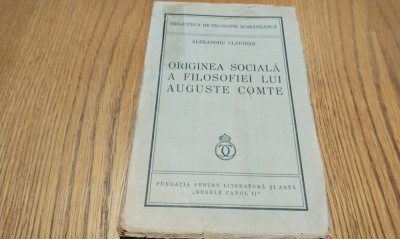 BIBLIOTECA DE FILOSOFIE ROMÂNEASCĂ
ALEXANDRU CLAUDIAN
ORIGINEA SOCIALĂ
A FILOSOFIEI LUI
AUGUSTE COMTE
FUNDAȚIA PENTRU LITERATURĂ ȘI ARTĂ
„REGELE CAROL II"